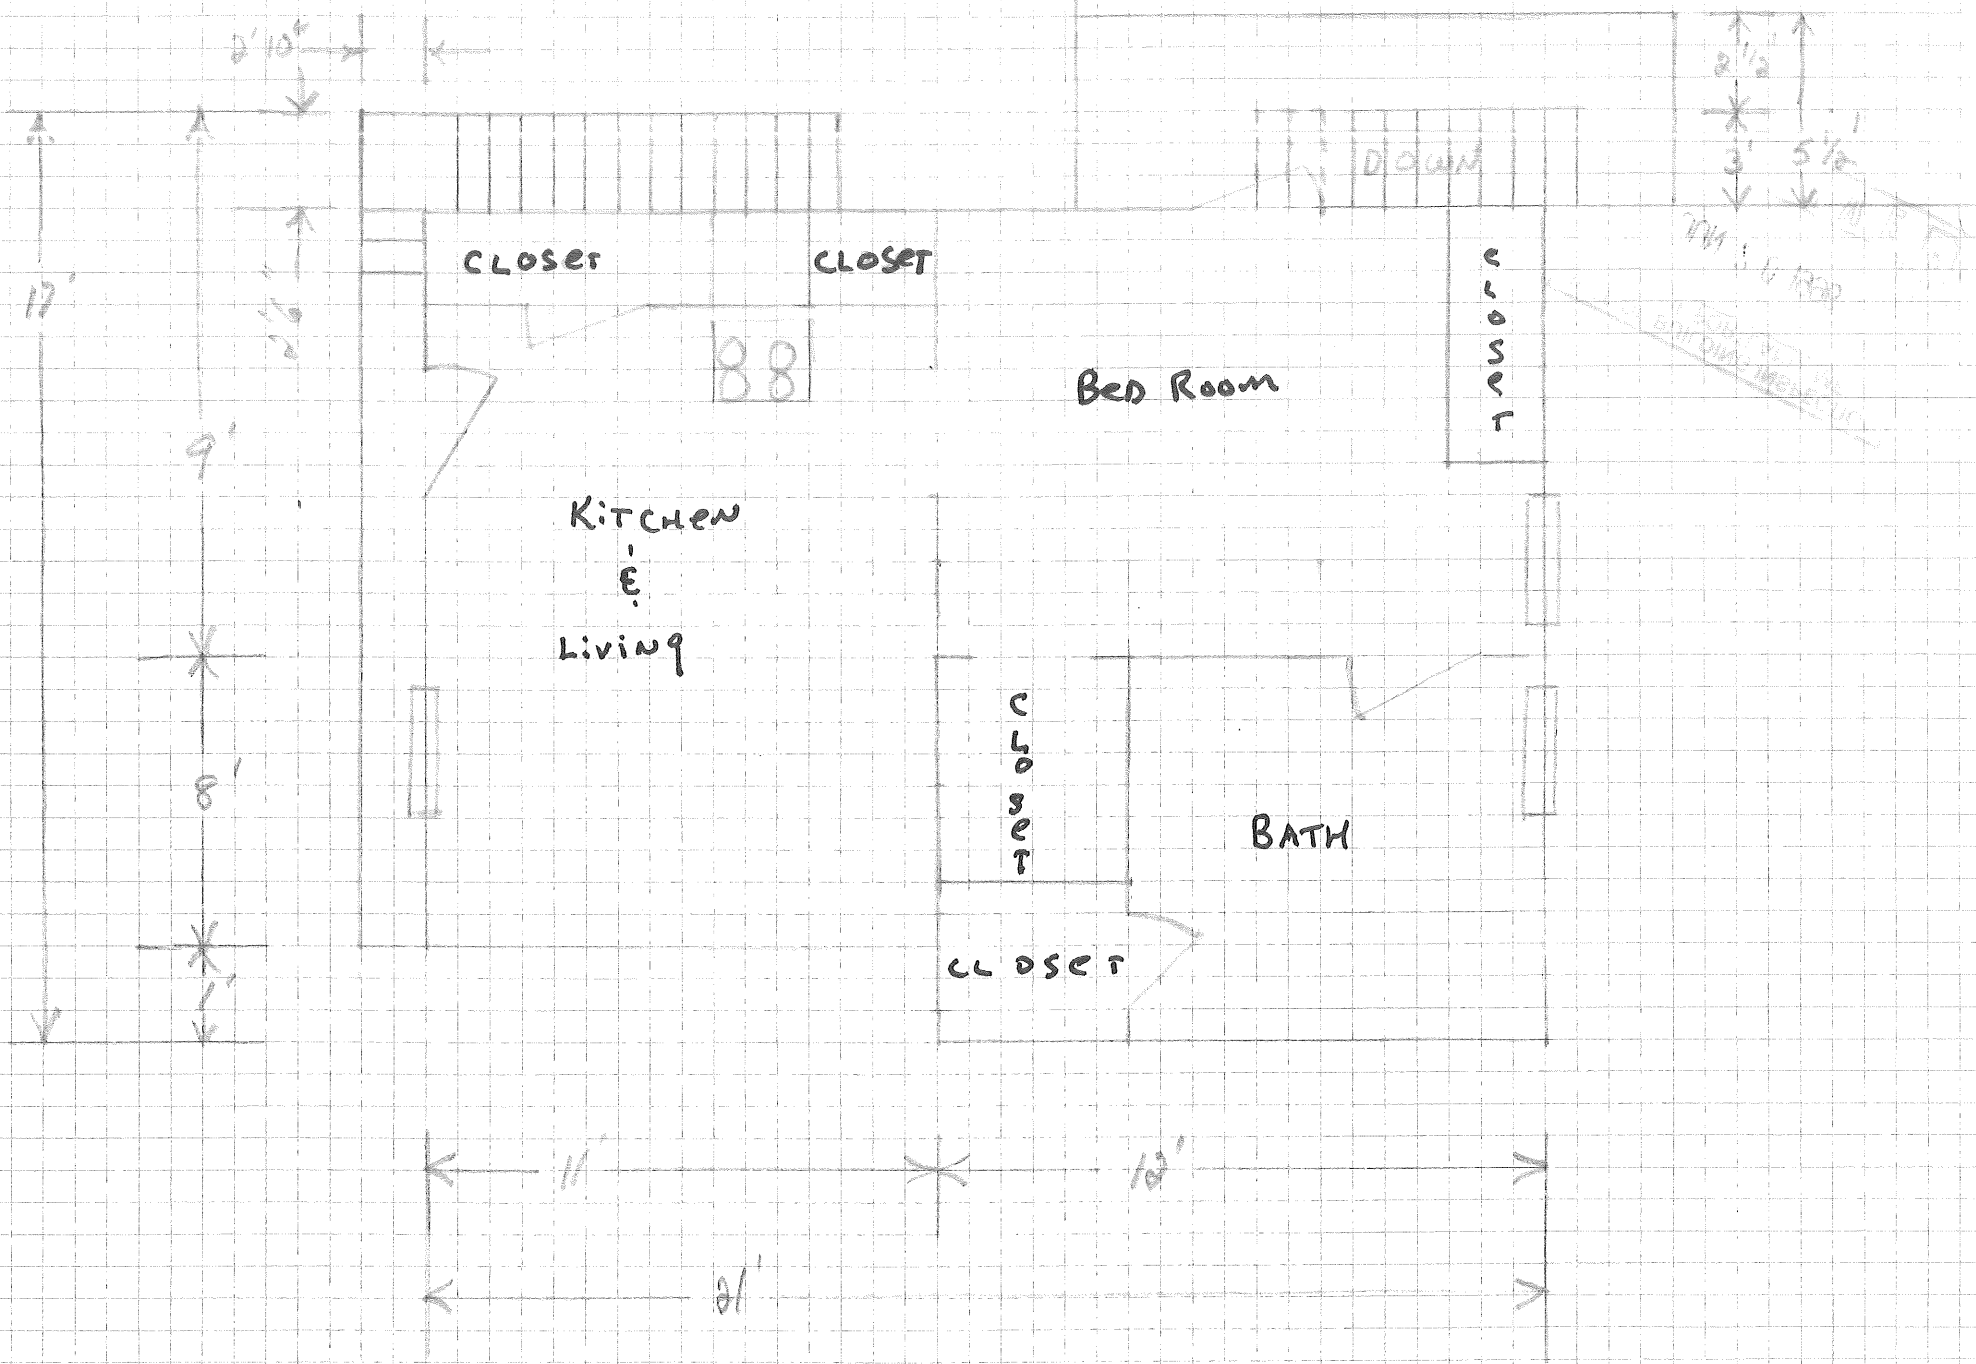 2'10"
2 1/2'
3'
5 1/2'
DOWN
CLOSET
CLOSET
CLOSET
17'
BED ROOM
9'
KITCHEN
&
LIVING
CLOSET
8'
BATH
CLOSET
1'
11'
12'
21'